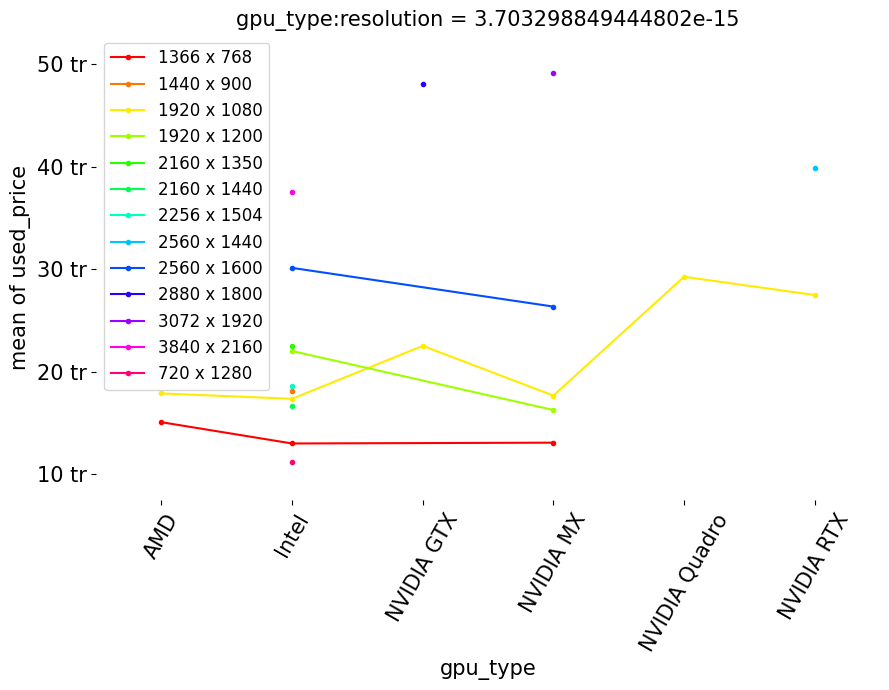 gpu_type:resolution = 3.703298849444802e-15
50 tr
40 tr
30 tr
20 tr
10 tr
mean of used_price
1366 x 768
1440 x 900
1920 x 1080
1920 x 1200
2160 x 1350
2160 x 1440
2256 x 1504
2560 x 1440
2560 x 1600
2880 x 1800
3072 x 1920
3840 x 2160
720 x 1280
AMD
Intel
NVIDIA GTX
NVIDIA MX
NVIDIA Quadro
NVIDIA RTX
gpu_type